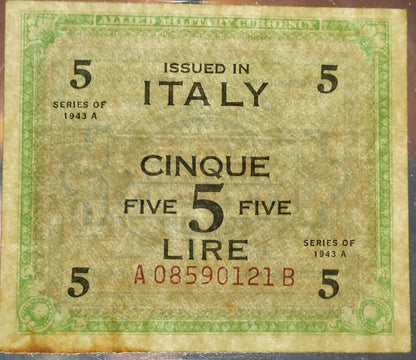 ALLIED MILITARY CURRENCY
5 ISSUED IN 5
ITALY
SERIES OF
1943 A
CINQUE
FIVE 5 FIVE
LIRE
SERIES OF
1943 A
5 A08590121B 5